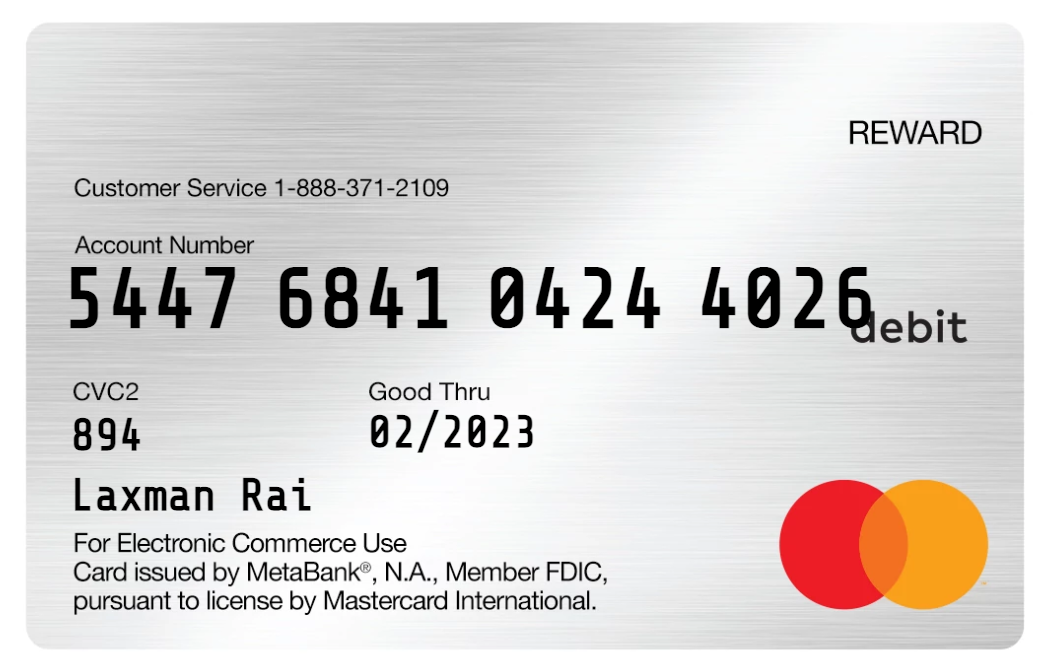 REWARD
Customer Service 1-888-371-2109
Account Number
5447 6841 0424 4026
debit
CVC2 Good Thru
894 02/2023
Laxman Rai
For Electronic Commerce Use
Card issued by MetaBank®, N.A., Member FDIC,
pursuant to license by Mastercard International.